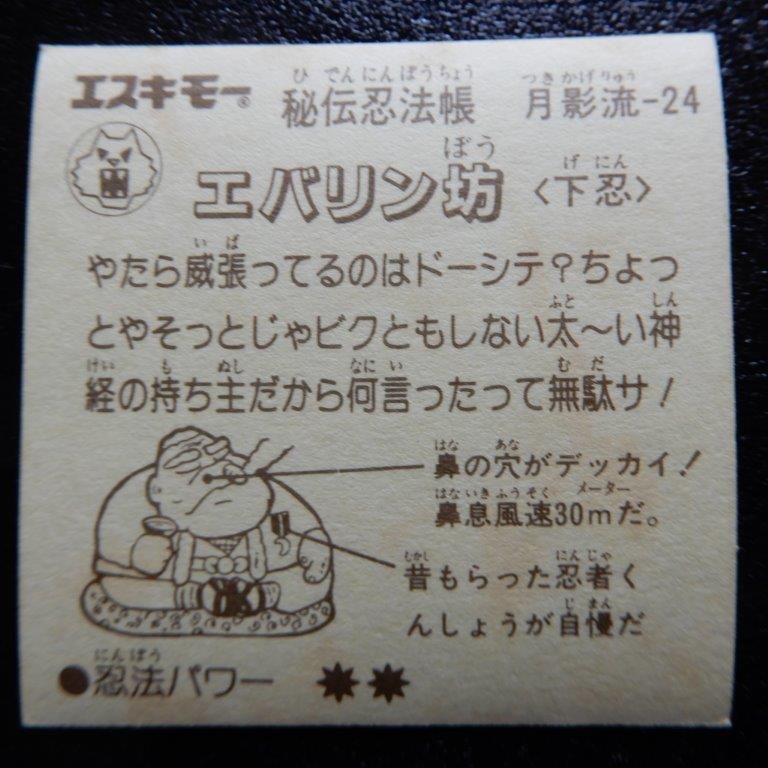 エスキモー® 秘伝忍法帳 月影流-24
エバリン坊 〈下忍〉
やたら威張ってるのはドーシテ？ちょっ
とやそっとじゃビクともしない太〜い神
経の持ち主だから何言ったって無駄サ！
鼻の穴がデッカイ！
鼻息風速30mだ。
昔もらった忍者く
んしょうが自慢だ
●忍法パワー